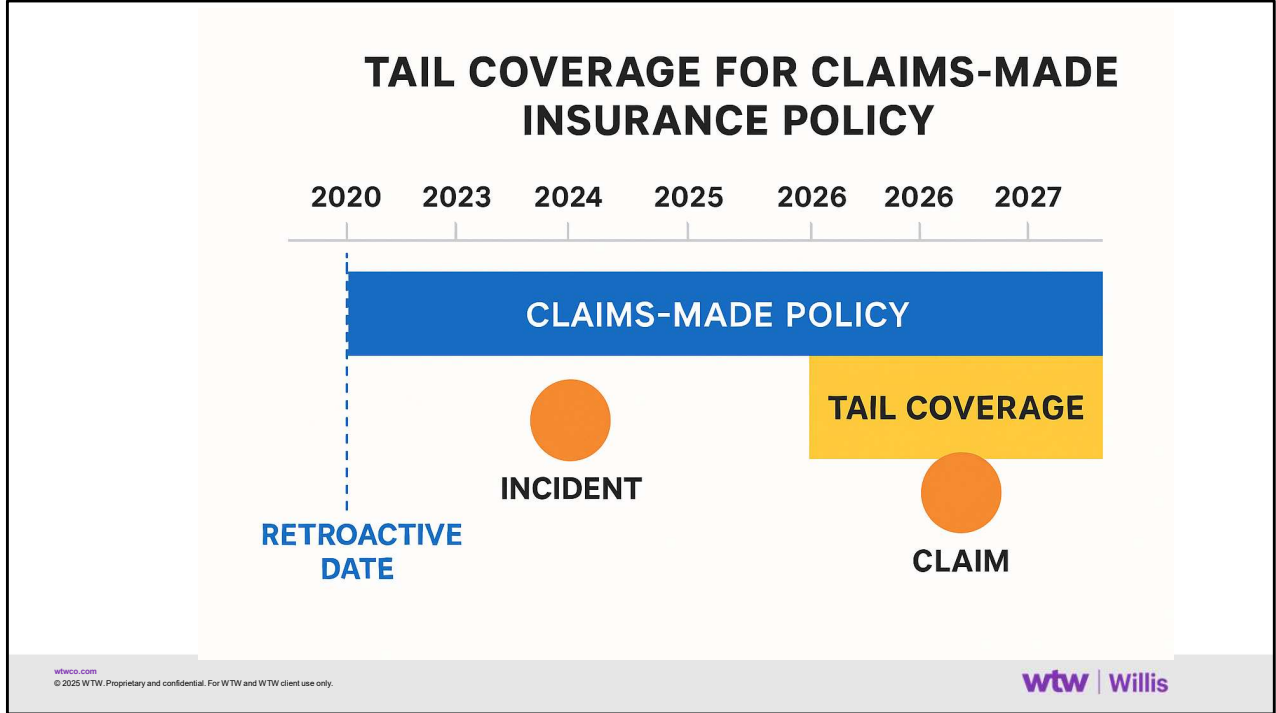 TAIL COVERAGE FOR CLAIMS-MADE
INSURANCE POLICY
2020 2023 2024 2025 2026 2026 2027
CLAIMS-MADE POLICY
TAIL COVERAGE
INCIDENT
RETROACTIVE
DATE
CLAIM
wtwco.com
© 2025 WTW. Proprietary and confidential. For WTW and WTW client use only.
wtw | Willis